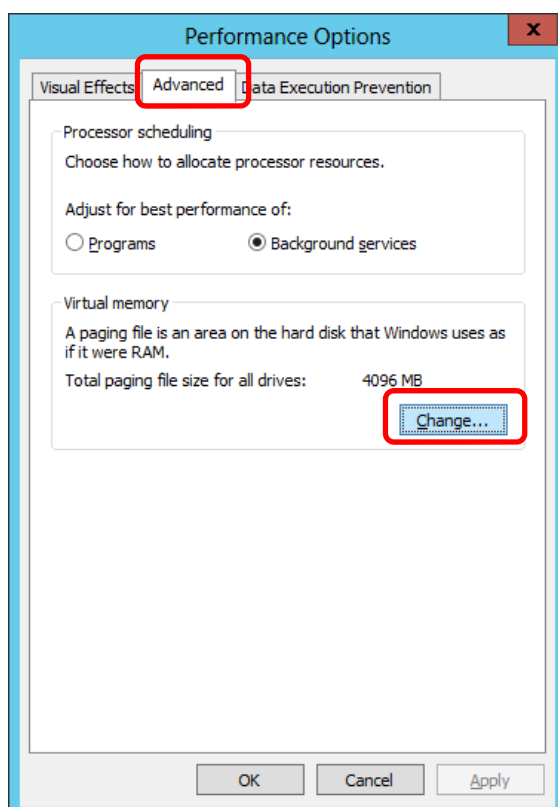 Performance Options
x
Visual Effects
Advanced
Data Execution Prevention
Processor scheduling
Choose how to allocate processor resources.
Adjust for best performance of:
Programs
Background services
Virtual memory
A paging file is an area on the hard disk that Windows uses as
if it were RAM.
Total paging file size for all drives:
4096 MB
Change...
OK
Cancel
Apply